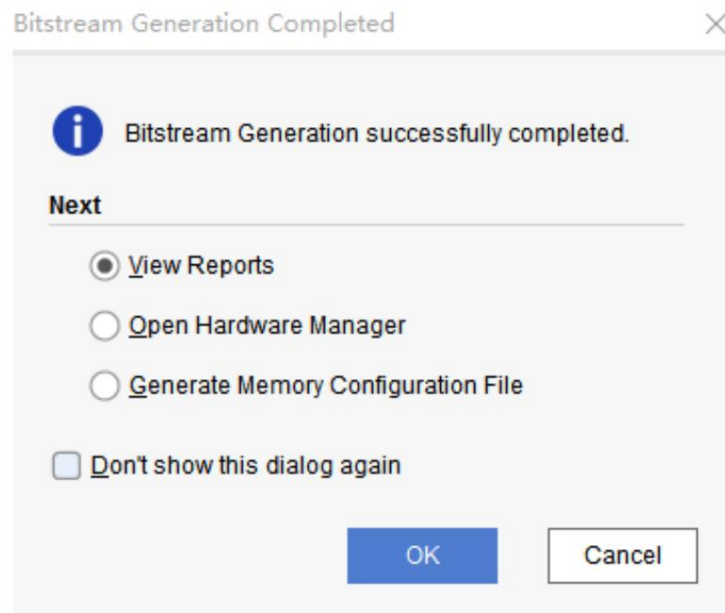 Bitstream Generation Completed
Bitstream Generation successfully completed.
Next
View Reports
Open Hardware Manager
Generate Memory Configuration File
Don't show this dialog again
OK
Cancel